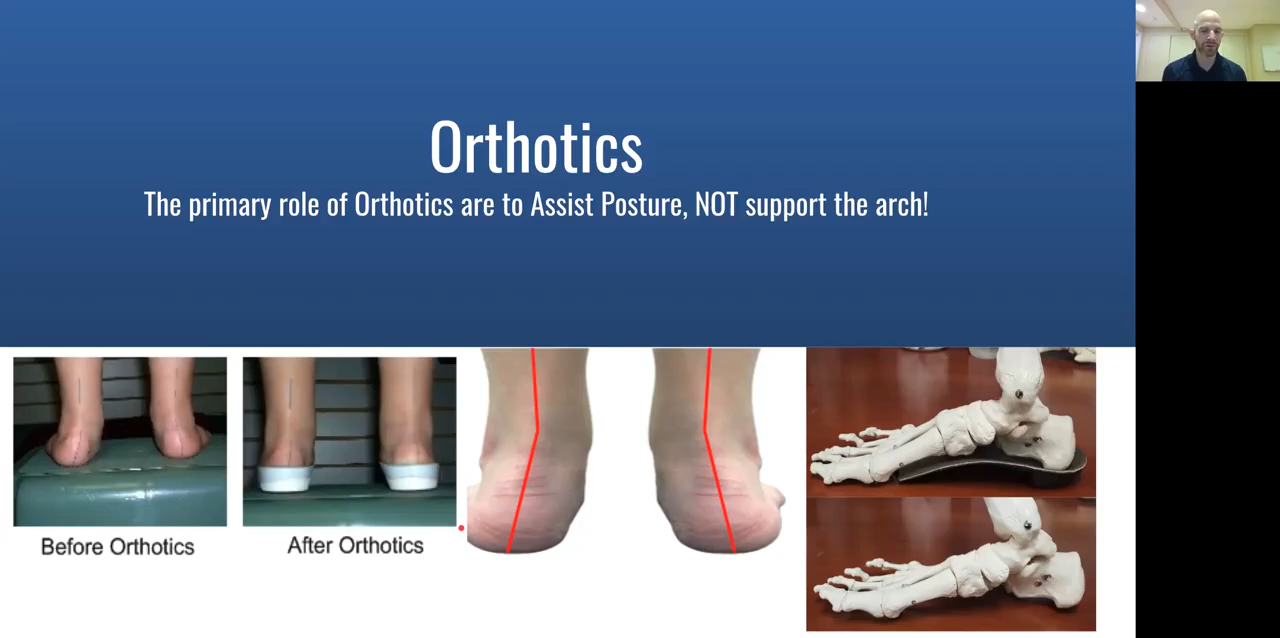 Orthotics
The primary role of Orthotics are to Assist Posture, NOT support the arch!
Before Orthotics
After Orthotics